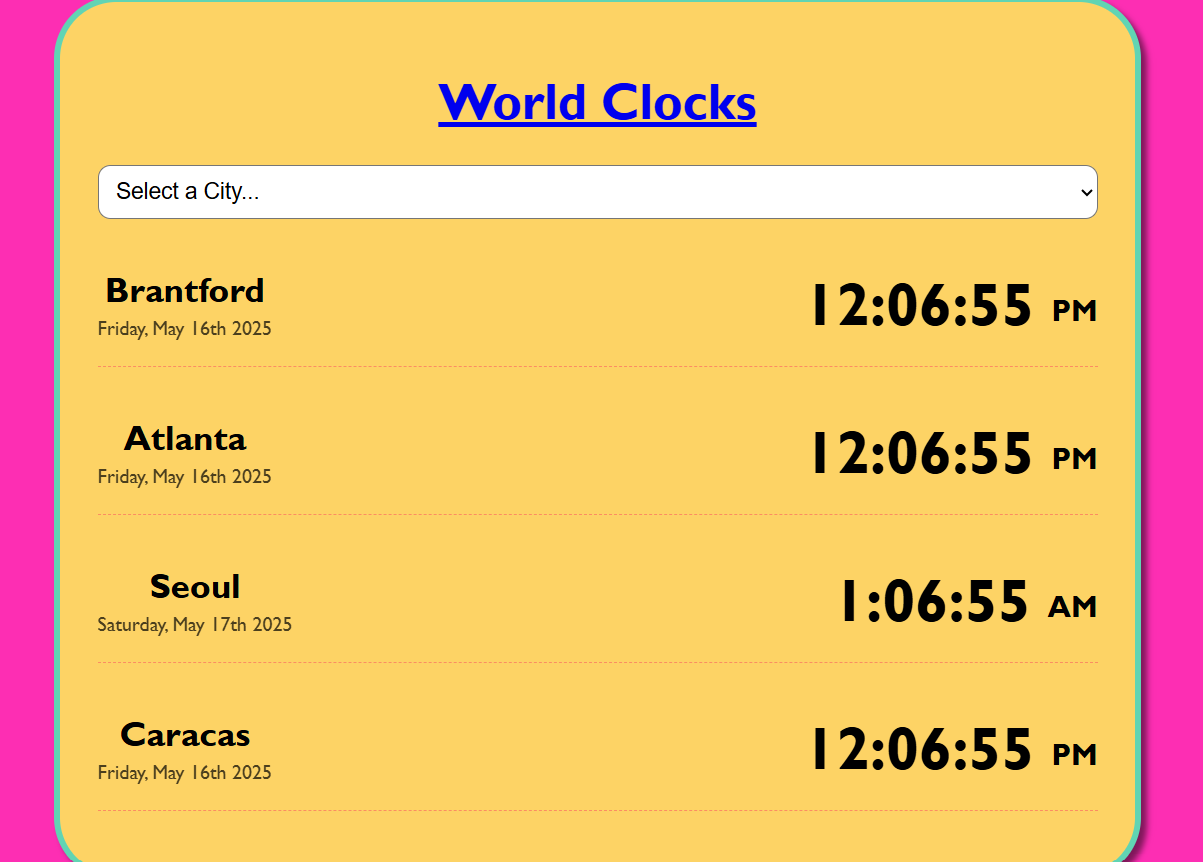 World Clocks
Select a City...
Brantford
12:06:55 PM
Friday, May 16th 2025
Atlanta
12:06:55 PM
Friday, May 16th 2025
Seoul
1:06:55 AM
Saturday, May 17th 2025
Caracas
12:06:55 PM
Friday, May 16th 2025